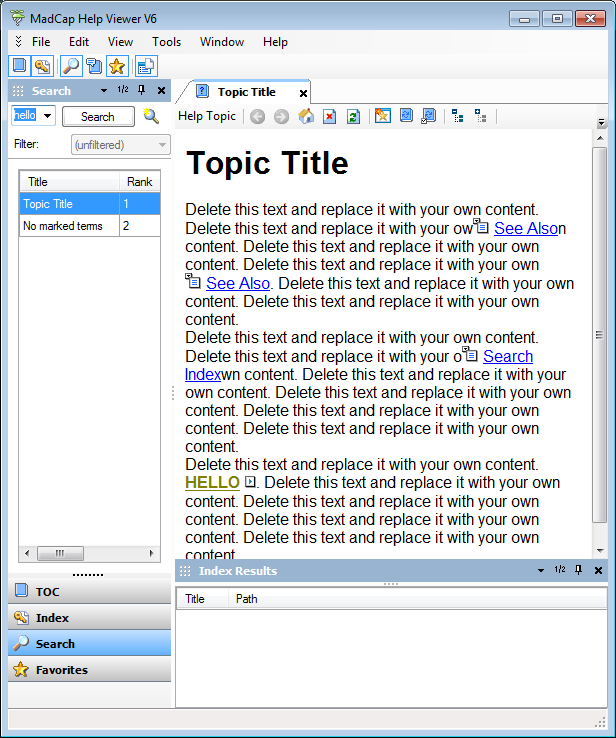 MadCap Help Viewer V6
File Edit View Tools Window Help
Search 1/2
hello Search
Filter: (unfiltered)
Title Rank
Topic Title 1
No marked terms 2
TOC
Index
Search
Favorites
Topic Title
Help Topic
Topic Title
Delete this text and replace it with your own content.
Delete this text and replace it with your ow See Alson
content. Delete this text and replace it with your own
content. Delete this text and replace it with your own
See Also. Delete this text and replace it with your own
content. Delete this text and replace it with your own
content.
Delete this text and replace it with your own content.
Delete this text and replace it with your o Search
Indexwn content. Delete this text and replace it with your
own content. Delete this text and replace it with your own
content. Delete this text and replace it with your own
content. Delete this text and replace it with your own
content.
Delete this text and replace it with your own content.
HELLO . Delete this text and replace it with your own
content. Delete this text and replace it with your own
content. Delete this text and replace it with your own
content. Delete this text and replace it with your own
content.
Index Results 1/2
Title Path